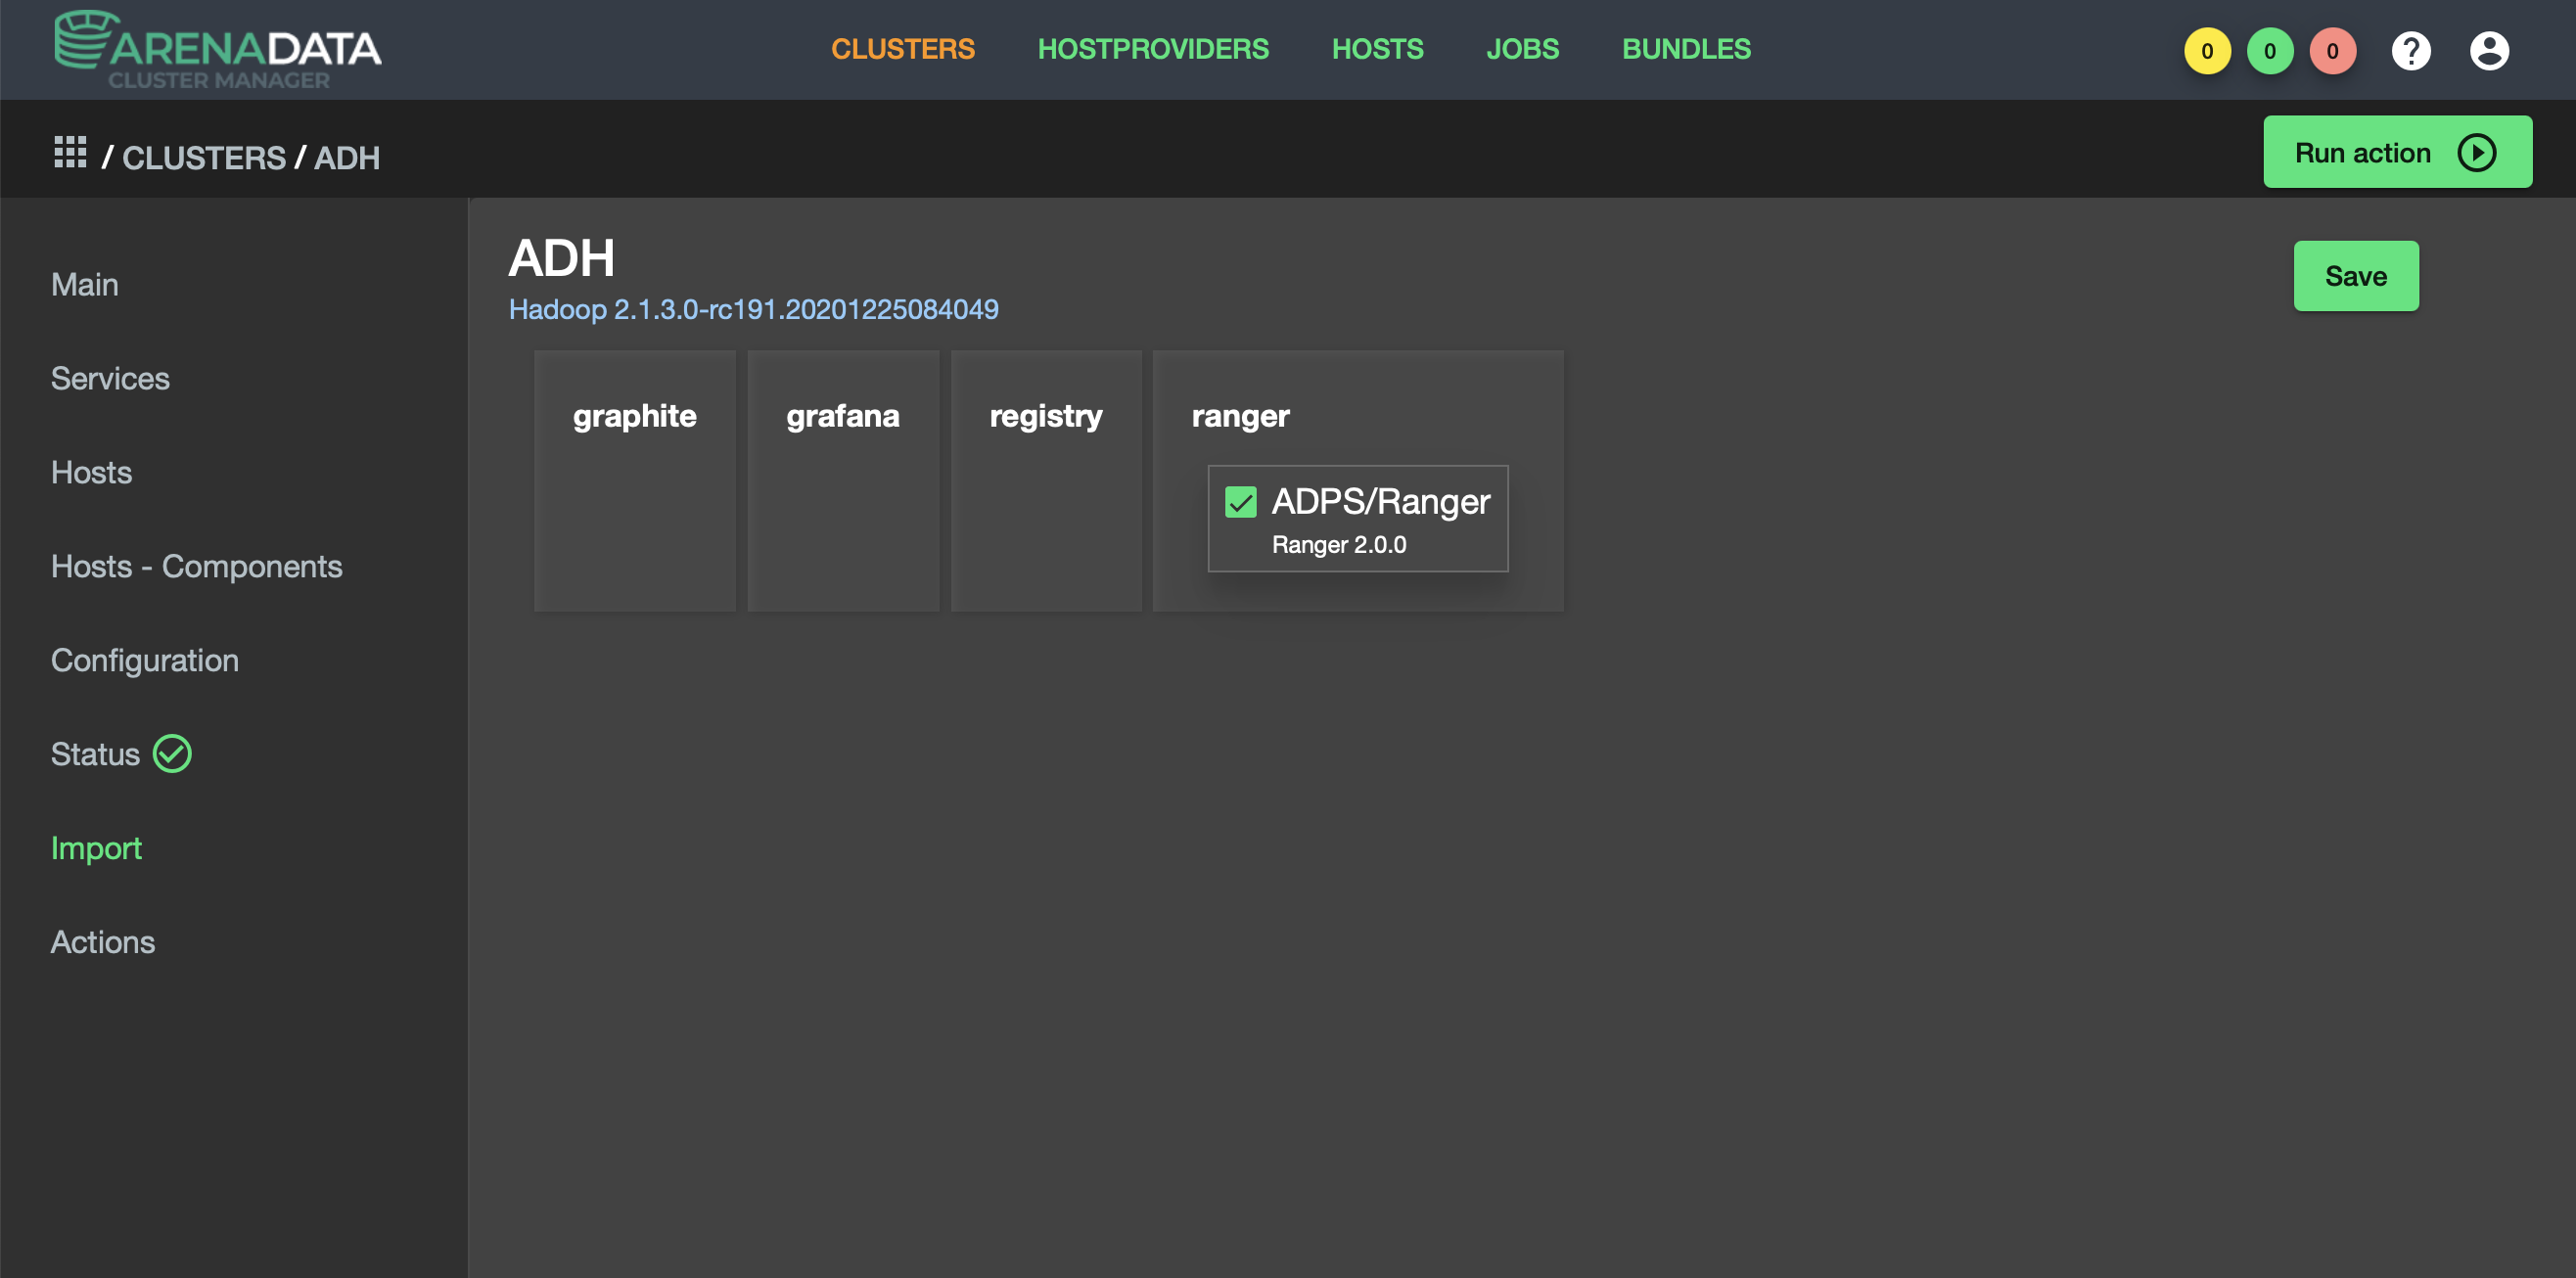 ARENADATA
CLUSTER MANAGER
CLUSTERS HOSTPROVIDERS HOSTS JOBS BUNDLES
0 0 0 ?
/ CLUSTERS / ADH
Run action
Main
Services
Hosts
Hosts - Components
Configuration
Status
Import
Actions
ADH
Hadoop 2.1.3.0-rc191.20201225084049
Save
graphite
grafana
registry
ranger
ADPS/Ranger
Ranger 2.0.0